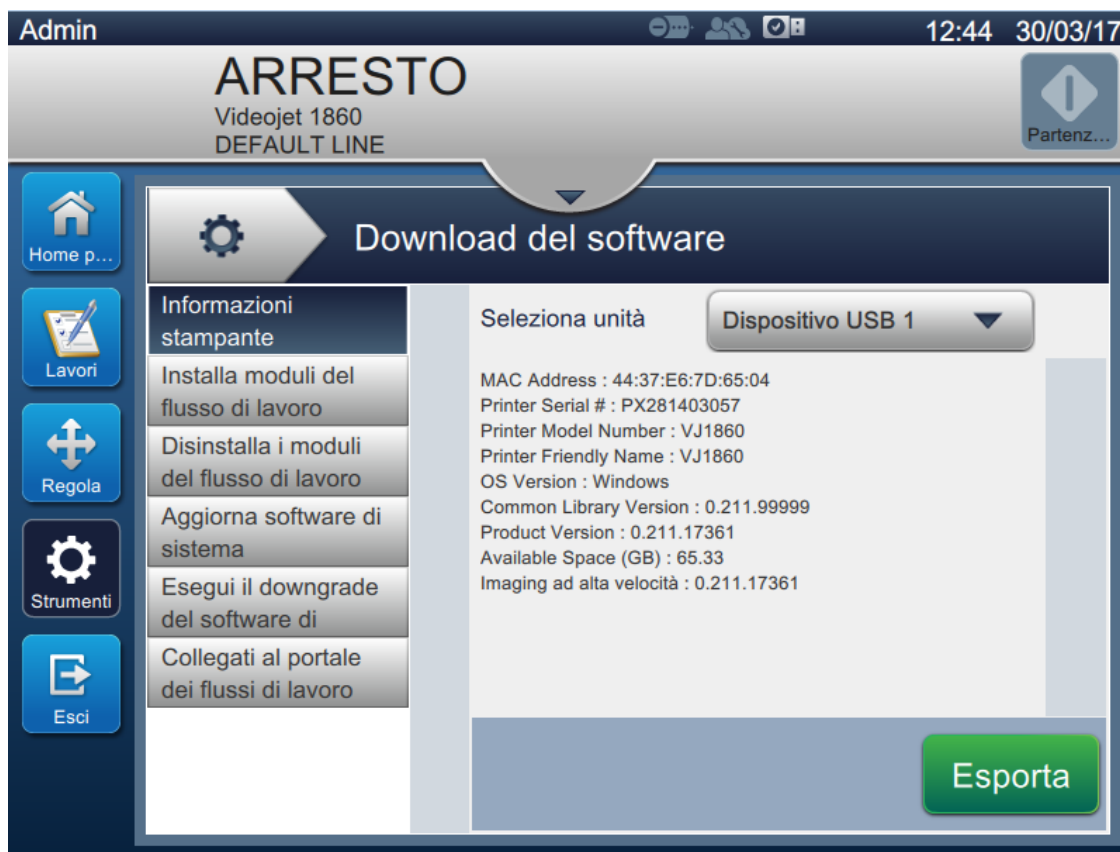 Admin
12:44 30/03/17
ARRESTO
Videojet 1860
DEFAULT LINE
Partenz...
Home p...
Lavori
Regola
Strumenti
Esci
Download del software
Informazioni
stampante
Installa moduli del
flusso di lavoro
Disinstalla i moduli
del flusso di lavoro
Aggiorna software di
sistema
Esegui il downgrade
del software di
Collegati al portale
dei flussi di lavoro
Seleziona unità
Dispositivo USB 1
MAC Address : 44:37:E6:7D:65:04
Printer Serial # : PX281403057
Printer Model Number : VJ1860
Printer Friendly Name : VJ1860
OS Version : Windows
Common Library Version : 0.211.99999
Product Version : 0.211.17361
Available Space (GB) : 65.33
Imaging ad alta velocità : 0.211.17361
Esporta